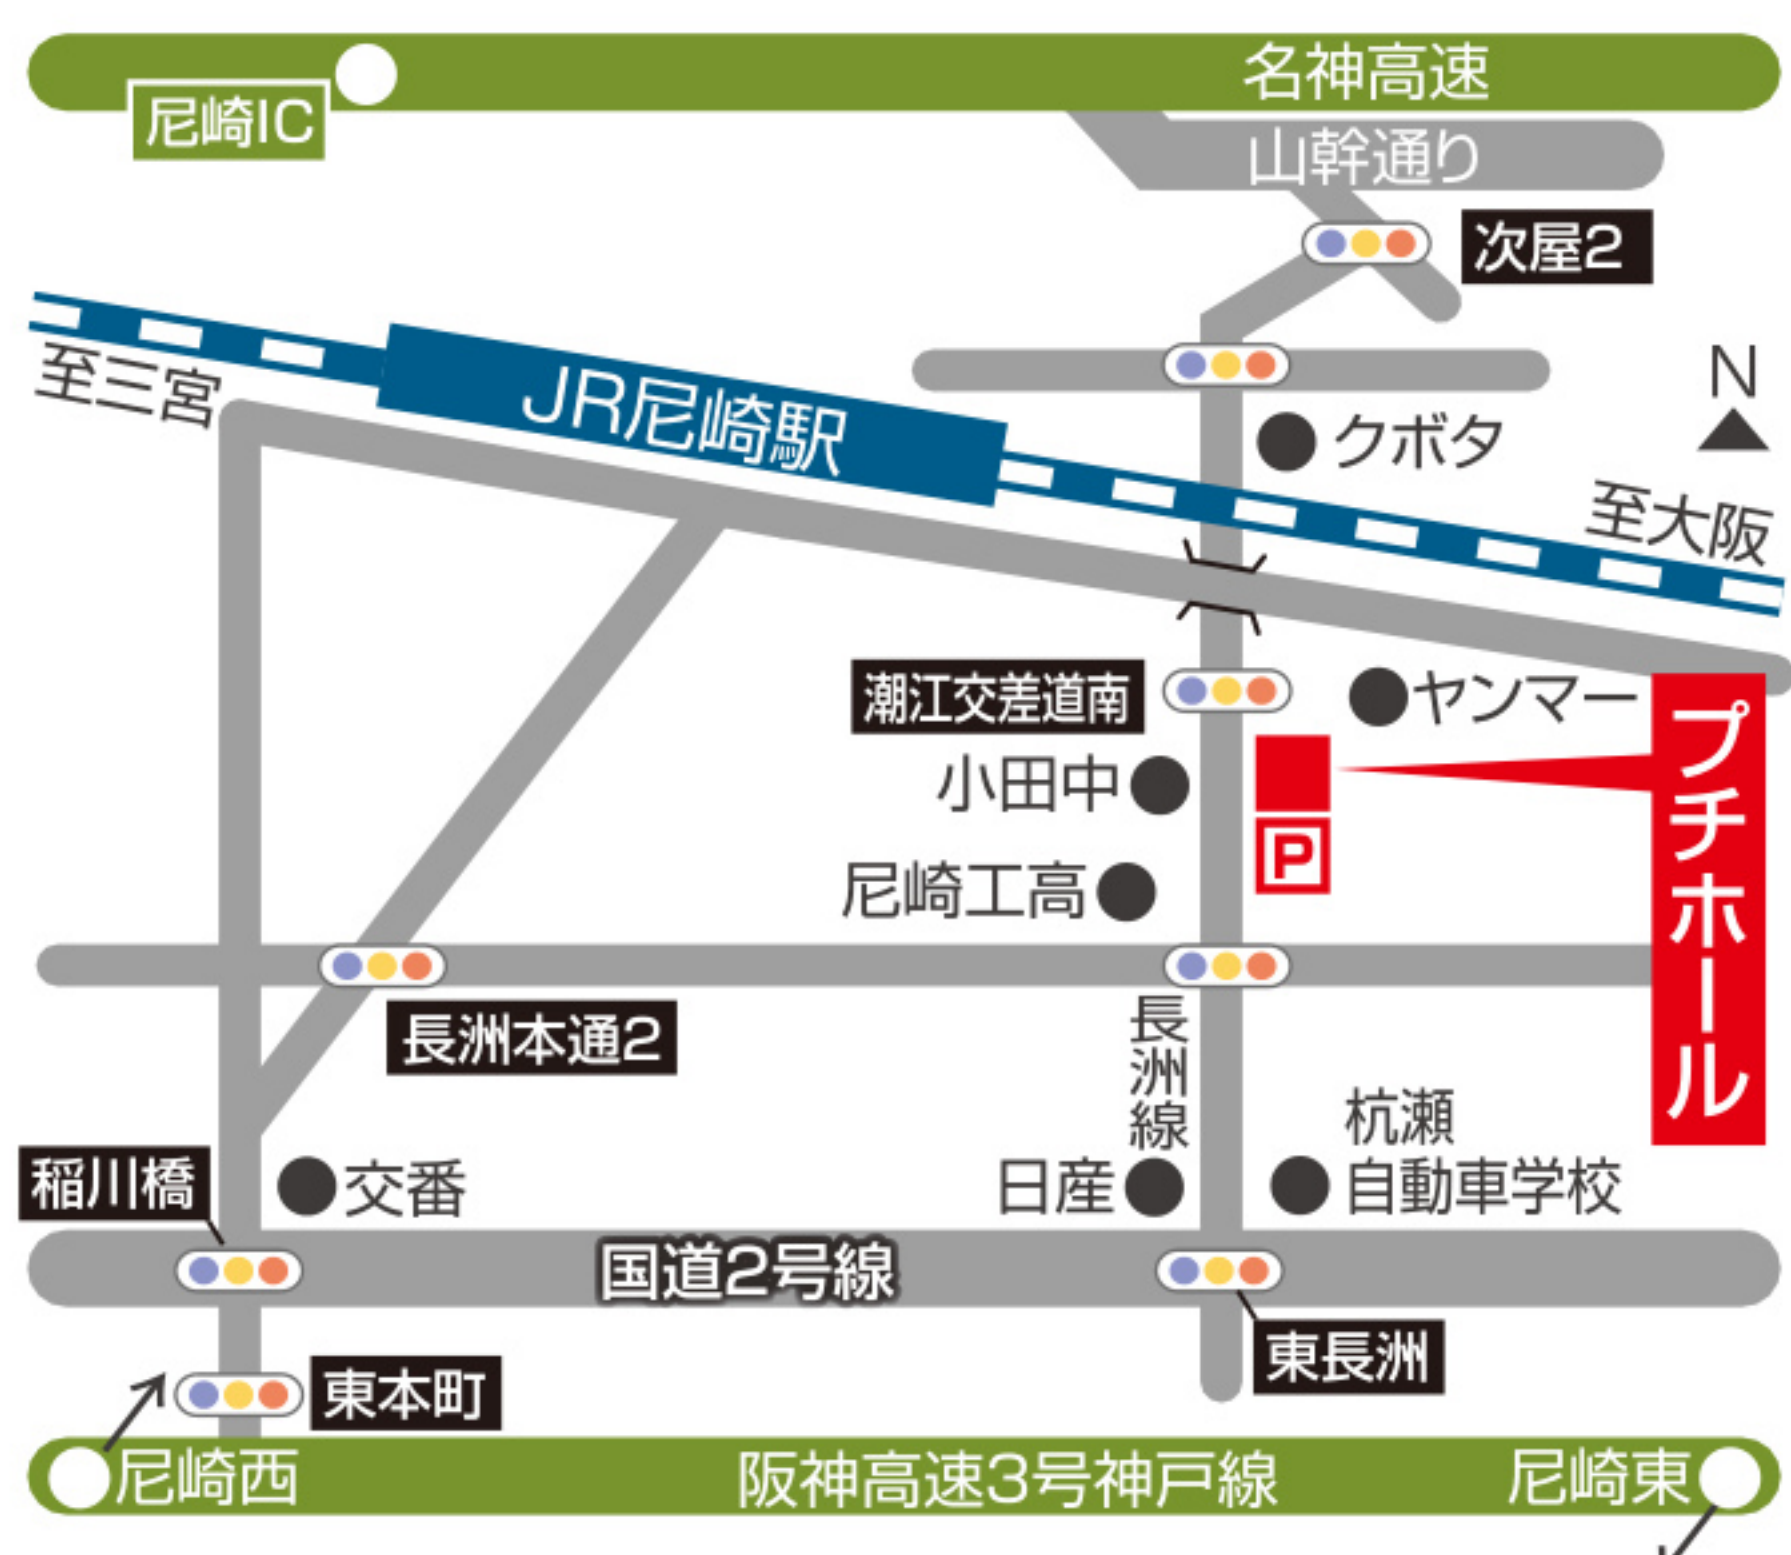 名神高速
尼崎IC
山幹通り
次屋2
至三宮
JR尼崎駅
N
クボタ
至大阪
潮江交差道南
ヤンマー
小田中
P
プチホール
尼崎工高
長洲本通2
長洲線
稲川橋
交番
日産
杭瀬
自動車学校
国道2号線
東長洲
東本町
尼崎西
阪神高速3号神戸線
尼崎東